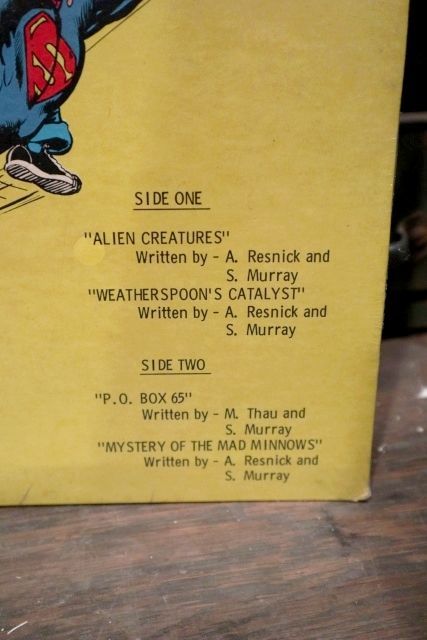 SIDE ONE
"ALIEN CREATURES"
Written by - A. Resnick and
S. Murray
"WEATHERSPOON'S CATALYST"
Written by - A. Resnick and
S. Murray
SIDE TWO
"P.O. BOX 65"
Written by - M. Thau and
S. Murray
"MYSTERY OF THE MAD MINNOWS"
Written by - A. Resnick and
S. Murray